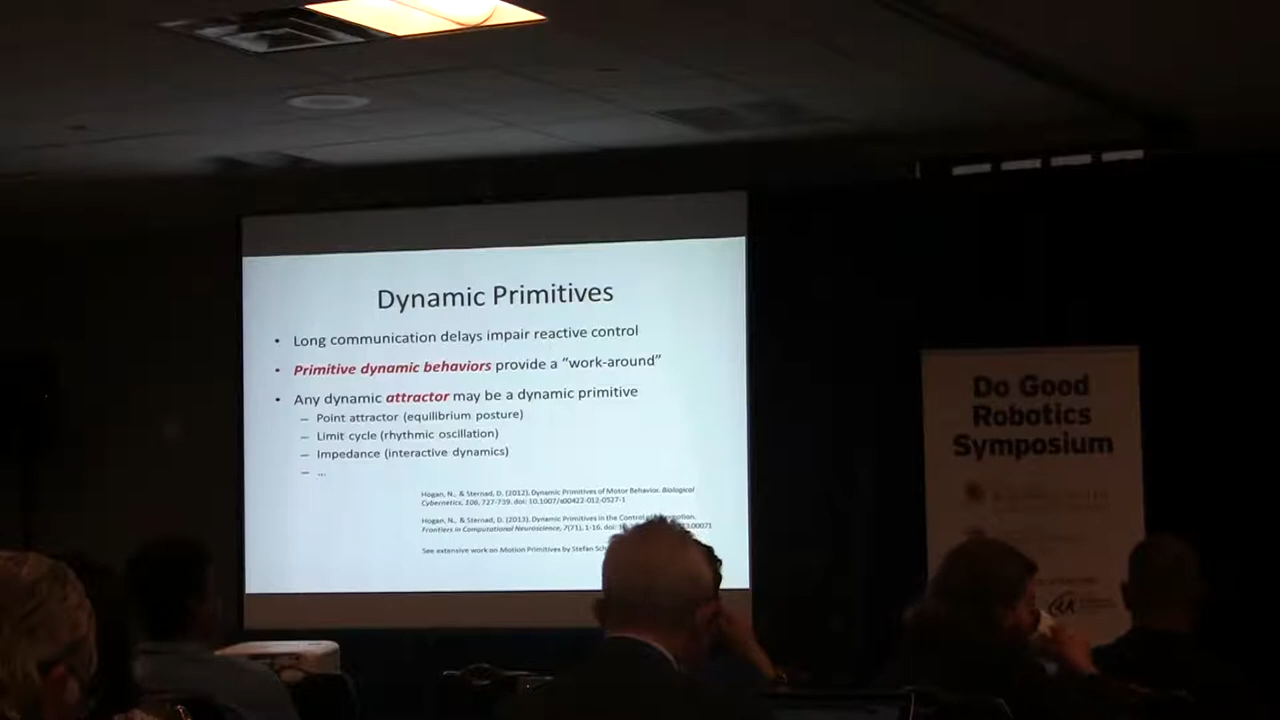 Dynamic Primitives
• Long communication delays impair reactive control
• Primitive dynamic behaviors provide a “work-around”
• Any dynamic attractor may be a dynamic primitive
– Point attractor (equilibrium posture)
– Limit cycle (rhythmic oscillation)
– Impedance (interactive dynamics)
– ...
Hogan, N., & Sternad, D. (2012). Dynamic Primitives of Motor Behavior. Biological
Cybernetics, 106, 727-739. doi: 10.1007/s00422-012-0527-1
Hogan, N., & Sternad, D. (2013). Dynamic Primitives in the Control of
Frontiers in Computational Neuroscience, 7(71), 1-16. doi:
See extensive work on Motion Primitives by Stefan
Do Good
Robotics
Symposium